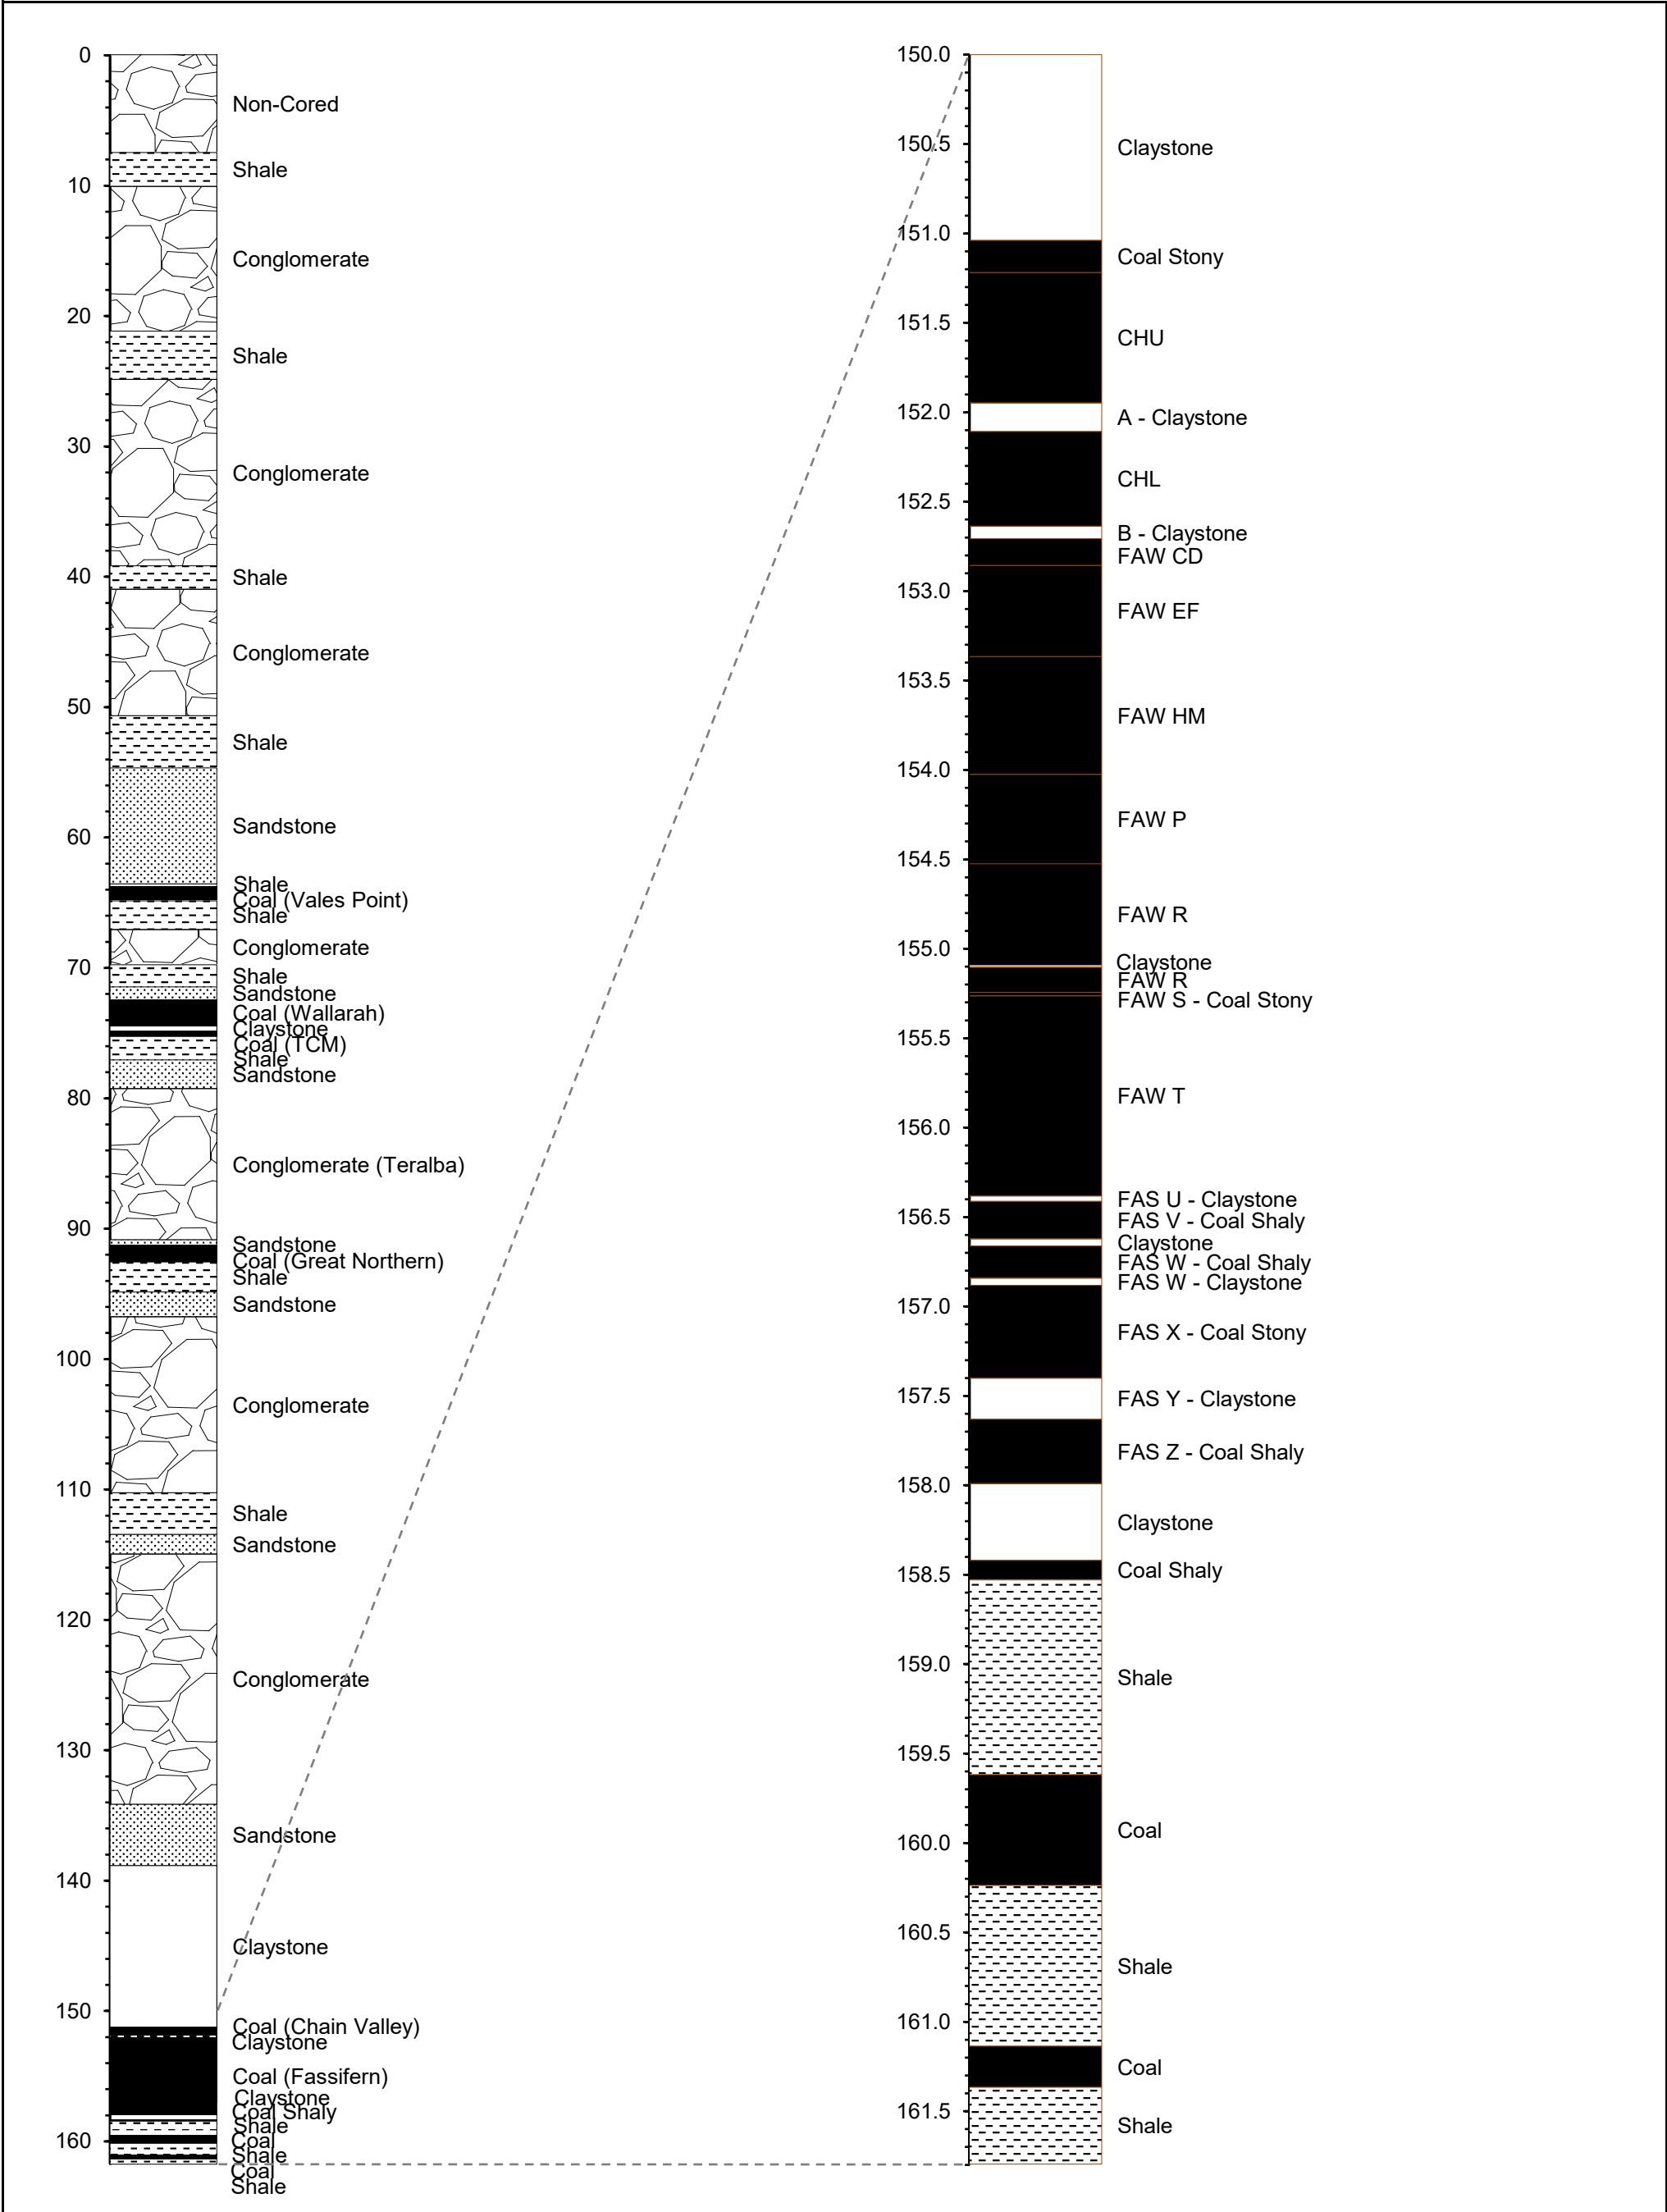 0
Non-Cored
Shale
10
Conglomerate
20
Shale
30
Conglomerate
Shale
40
Conglomerate
50
Shale
Sandstone
60
Shale
Coal (Vales Point)
Shale
Conglomerate
70
Shale
Sandstone
Coal (Wallarah)
Claystone
Coal (TCM)
Shale
Sandstone
80
Conglomerate (Teralba)
90
Sandstone
Coal (Great Northern)
Shale
Sandstone
100
Conglomerate
110
Shale
Sandstone
120
Conglomerate
130
Sandstone
140
Claystone
150
Coal (Chain Valley)
Claystone
Coal (Fassifern)
Claystone
Coal Shaly
Shale
160
Coal
Shale
Coal
Shale
150.0
150.5
Claystone
151.0
Coal Stony
151.5
CHU
152.0
A - Claystone
CHL
152.5
B - Claystone
FAW CD
153.0
FAW EF
153.5
FAW HM
154.0
FAW P
154.5
FAW R
155.0
Claystone
FAW R
FAW S - Coal Stony
155.5
FAW T
156.0
FAS U - Claystone
156.5
FAS V - Coal Shaly
Claystone
FAS W - Coal Shaly
FAS W - Claystone
157.0
FAS X - Coal Stony
157.5
FAS Y - Claystone
FAS Z - Coal Shaly
158.0
Claystone
158.5
Coal Shaly
159.0
Shale
159.5
Coal
160.0
160.5
Shale
161.0
Coal
161.5
Shale